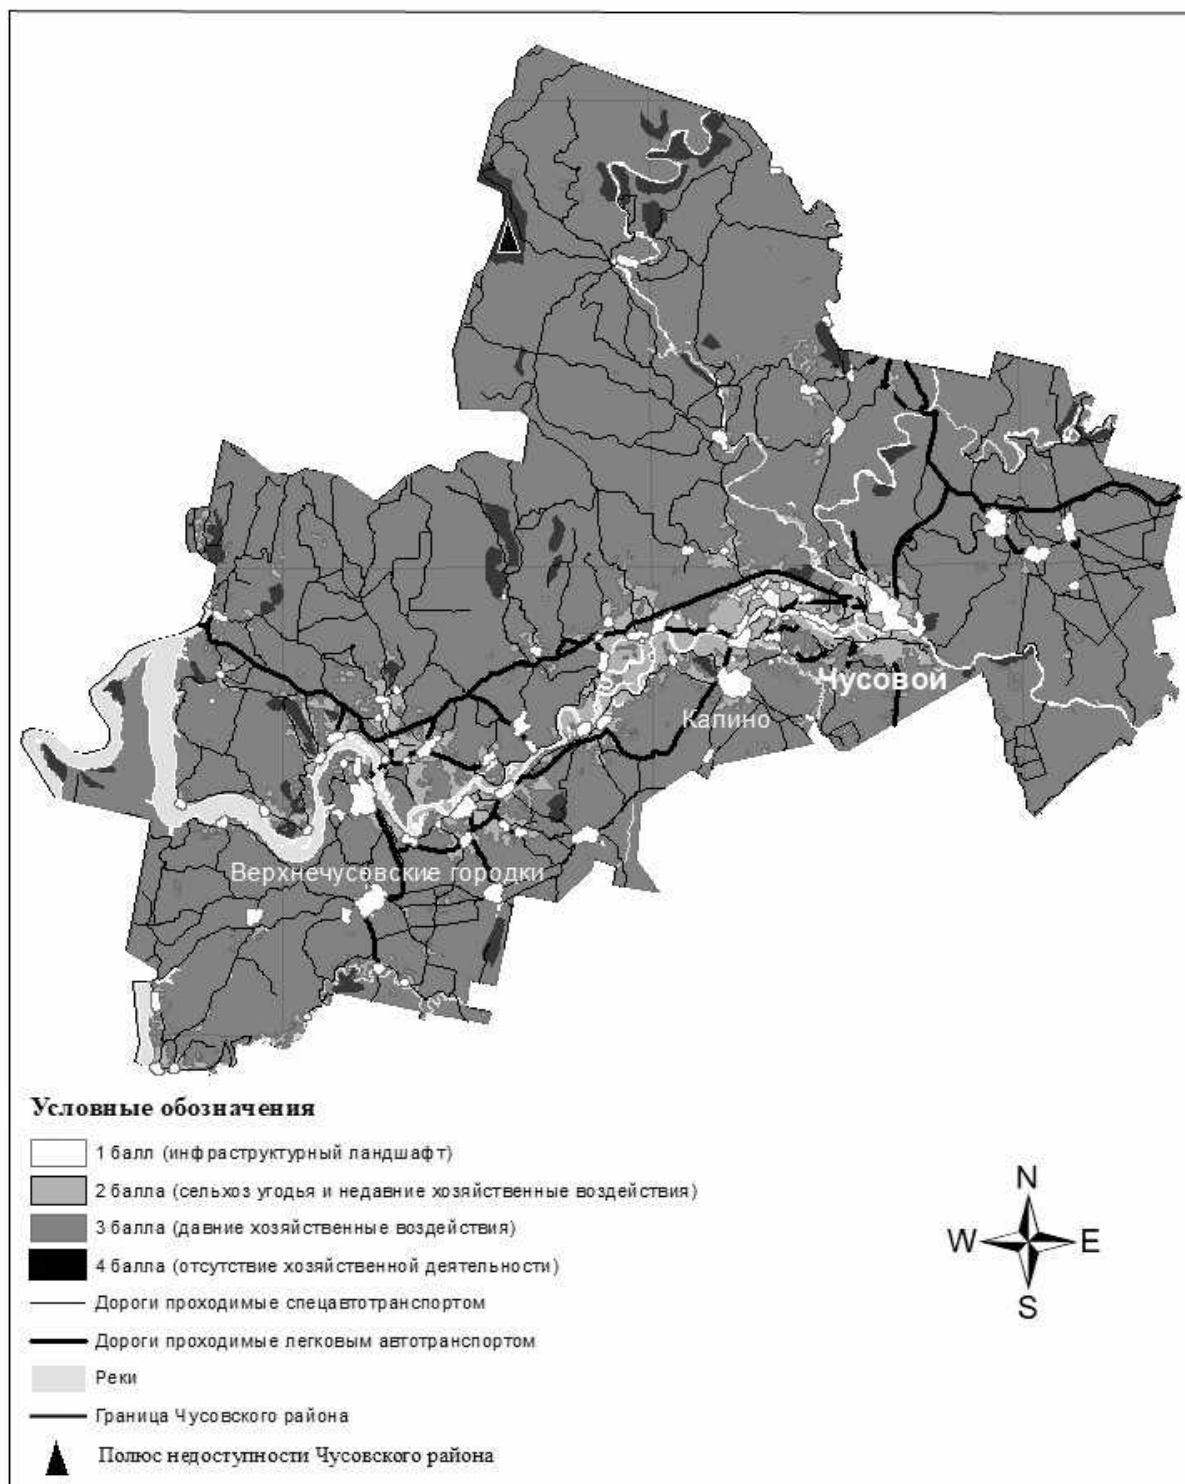 Чусовой
Калино
Верхнечусовские городки
Условные обозначения
1 балл (инфраструктурный ландшафт)
2 балла (сельхоз угодья и недавние хозяйственные воздействия)
3 балла (давние хозяйственные воздействия)
4 балла (отсутствие хозяйственной деятельности)
Дороги проходимые спецавтотранспортом
Дороги проходимые легковым автотранспортом
Реки
Граница Чусовского района
Полюс недоступности Чусовского района
N
W E
S